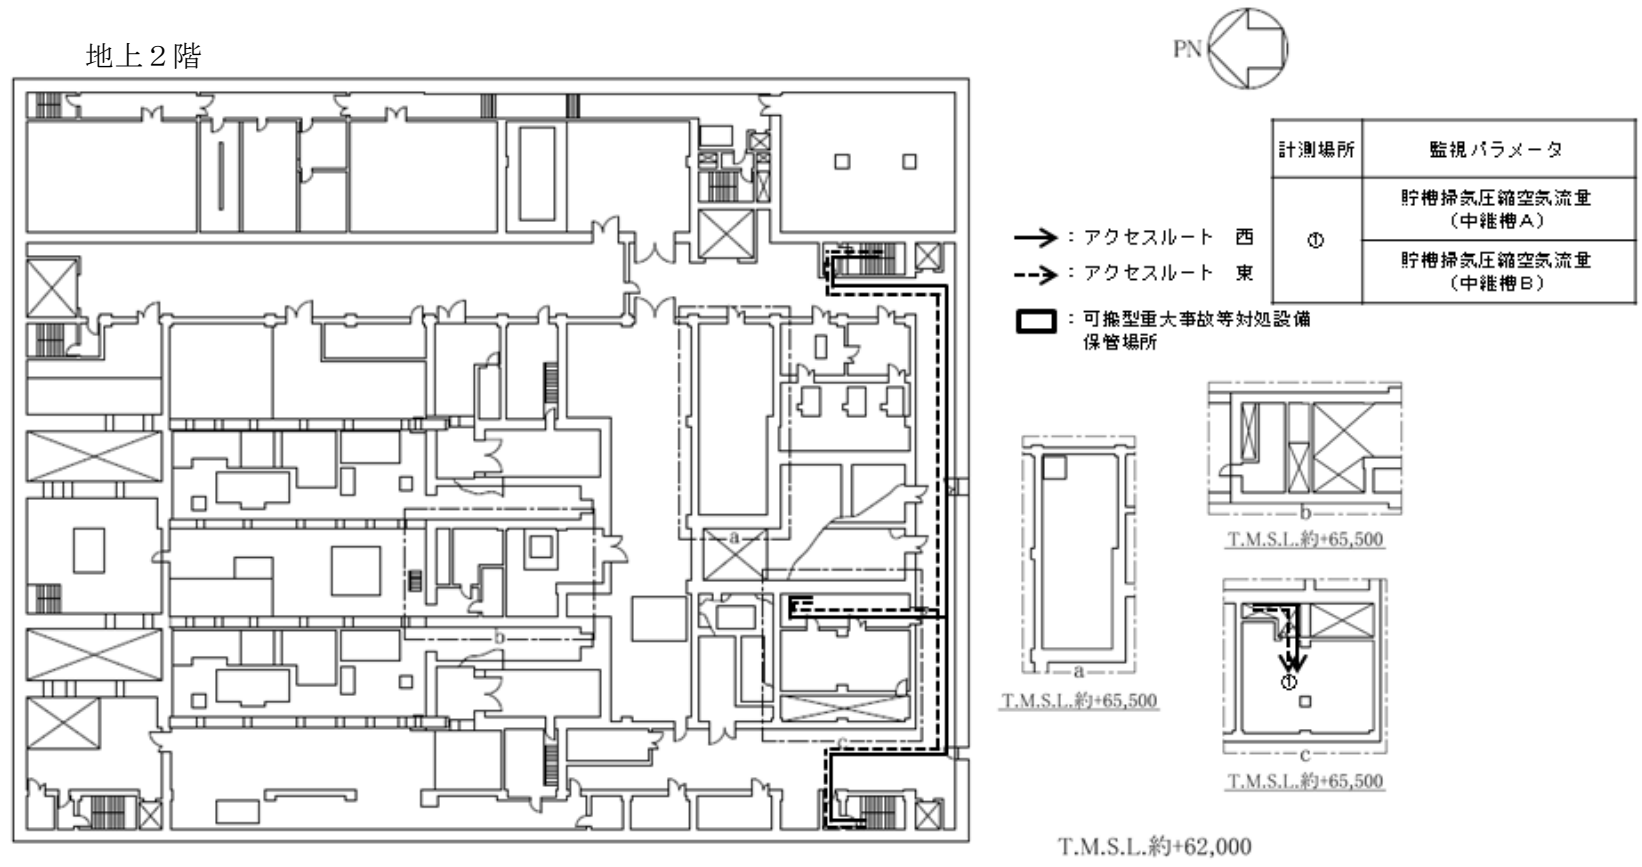 地上２階
PN
計測場所
監視パラメータ
①
貯槽掃気圧縮空気流量
(中継槽A)
貯槽掃気圧縮空気流量
(中継槽B)
：アクセスルート　西
：アクセスルート　東
：可搬型重大事故等対処設備
保管場所
a
b
c
a
T.M.S.L.約+65,500
b
T.M.S.L.約+65,500
①
c
T.M.S.L.約+65,500
T.M.S.L.約+62,000